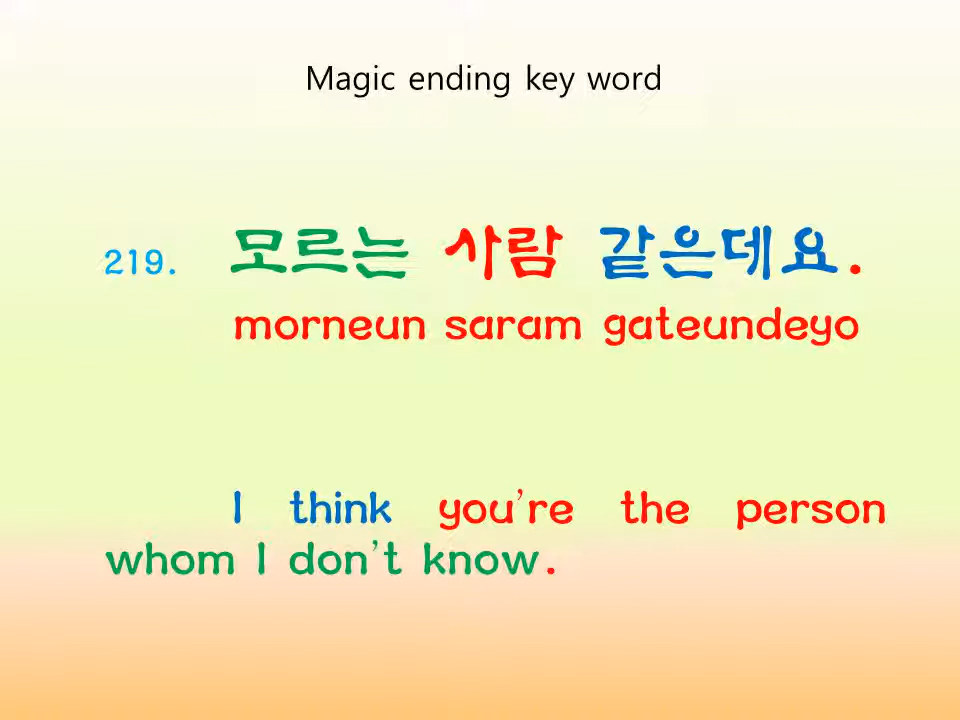 Magic ending key word
219. 모르는 사람 같은데요.
morneun saram gateundeyo
I think you're the person
whom I don't know.